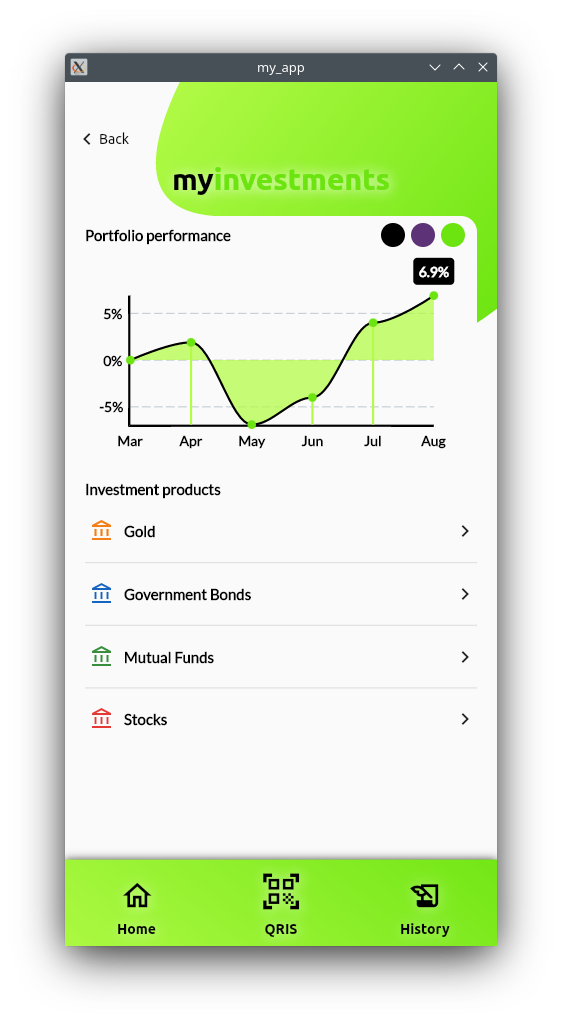 my_app
Back
myinvestments
Portfolio performance
6.9%
5%
0%
-5%
Mar Apr May Jun Jul Aug
Investment products
Gold
Government Bonds
Mutual Funds
Stocks
Home QRIS History